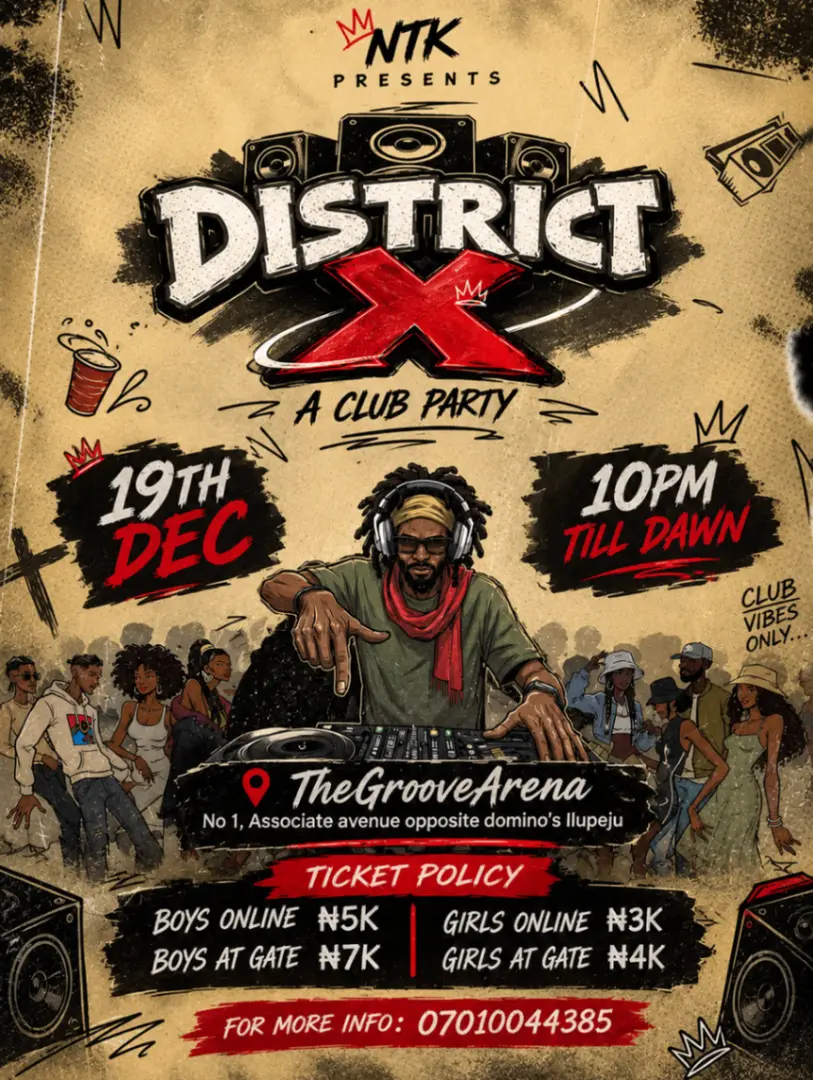 NTK
PRESENTS
DISTRICT
X
A CLUB PARTY
19TH
DEC
10PM
TILL DAWN
CLUB
VIBES
ONLY...
TheGrooveArena
No 1, Associate avenue opposite domino's Ilupeju
TICKET POLICY
BOYS ONLINE ₦5K
GIRLS ONLINE ₦3K
BOYS AT GATE ₦7K
GIRLS AT GATE ₦4K
FOR MORE INFO: 07010044385